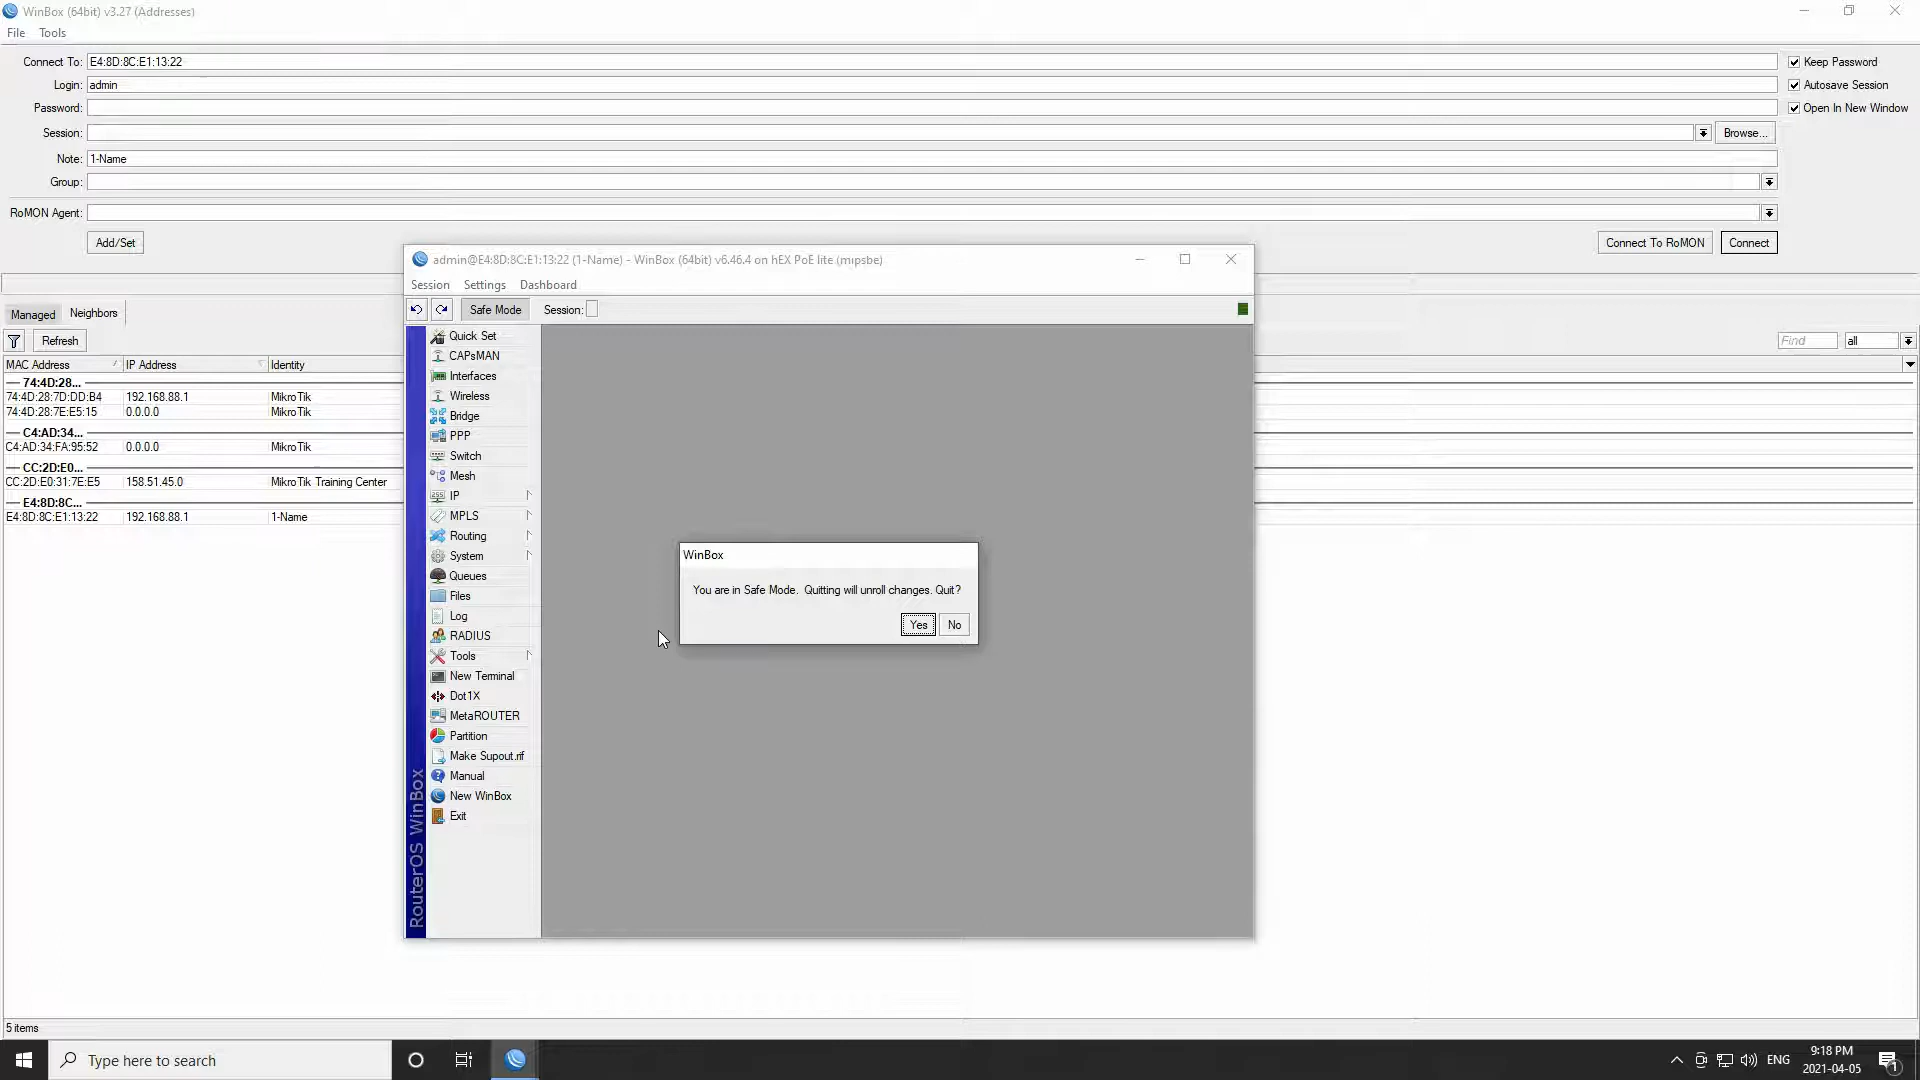 WinBox (64bit) v3.27 (Addresses)
File Tools
Connect To: E4:8D:8C:E1:13:22
Keep Password
Login: admin
Autosave Session
Password:
Open In New Window
Session:
Browse...
Note: 1-Name
Group:
RoMON Agent:
Add/Set
Connect To RoMON Connect
Managed Neighbors
Refresh
Find
all
MAC Address IP Address Identity
74:4D:28...
74:4D:28:7D:DD:B4 192.168.88.1 MikroTik
74:4D:28:7E:E5:15 0.0.0.0 MikroTik
C4:AD:34...
C4:AD:34:FA:95:52 0.0.0.0 MikroTik
CC:2D:E0...
CC:2D:E0:31:7E:E5 158.51.45.0 MikroTik Training Center
E4:8D:8C...
E4:8D:8C:E1:13:22 192.168.88.1 1-Name
5 items
admin@E4:8D:8C:E1:13:22 (1-Name) - WinBox (64bit) v6.46.4 on hEX PoE lite (mipsbe)
Session Settings Dashboard
Safe Mode Session:
Quick Set
CAPsMAN
Interfaces
Wireless
Bridge
PPP
Switch
Mesh
IP
MPLS
Routing
System
Queues
Files
Log
RADIUS
Tools
New Terminal
Dot1X
MetaROUTER
Partition
Make Supout.rif
Manual
New WinBox
Exit
RouterOS WinBox
WinBox
You are in Safe Mode. Quitting will unroll changes. Quit?
Yes No
Type here to search
ENG
9:18 PM
2021-04-05
1